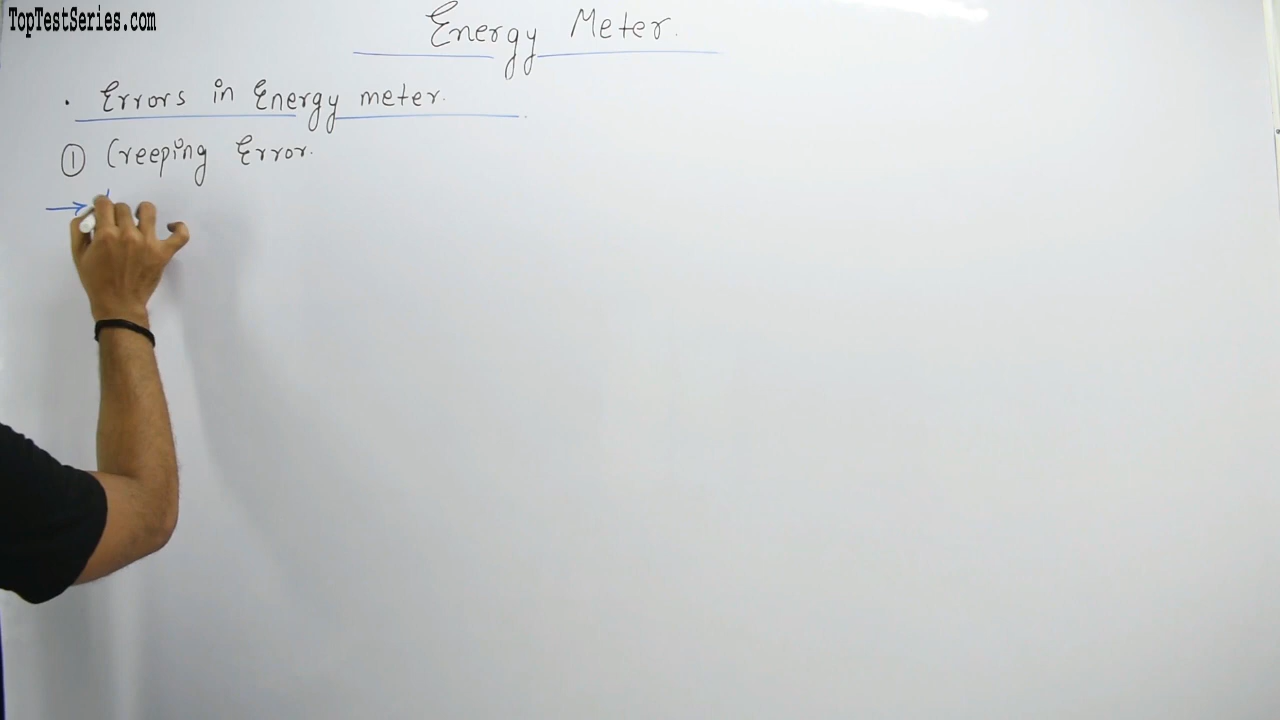 TopTestSeries.com
Energy Meter.
· Errors in Energy meter.
① Creeping Error.
→